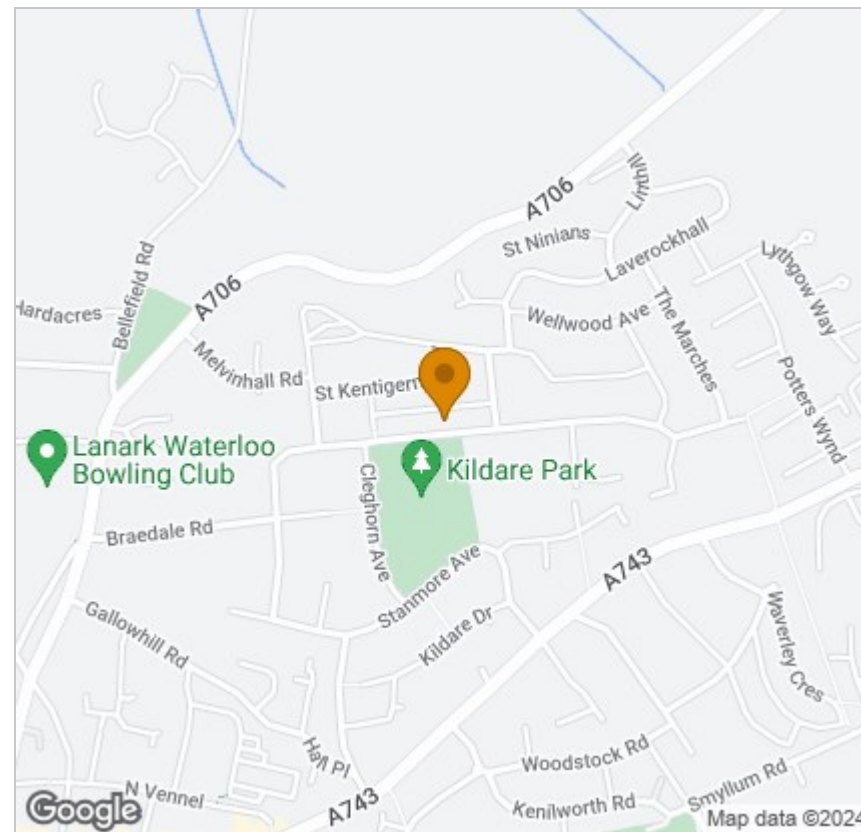 A706
Linthill
St Ninians
Laverockhall
Lythgow Way
Bellefield Rd
Hardacres
A706
The Marches
Wellwood Ave
Melvinhall Rd
St Kentigern
Potters Wynd
Lanark Waterloo
Bowling Club
Kildare Park
Cleghorn Ave
Braedale Rd
Stanmore Ave
A743
Gallowhill Rd
Kildare Dr
Waverley Cres
Hall Pl
Woodstock Rd
Smyllum Rd
N Vennel
A743
Kenilworth Rd
Google
Map data ©2024